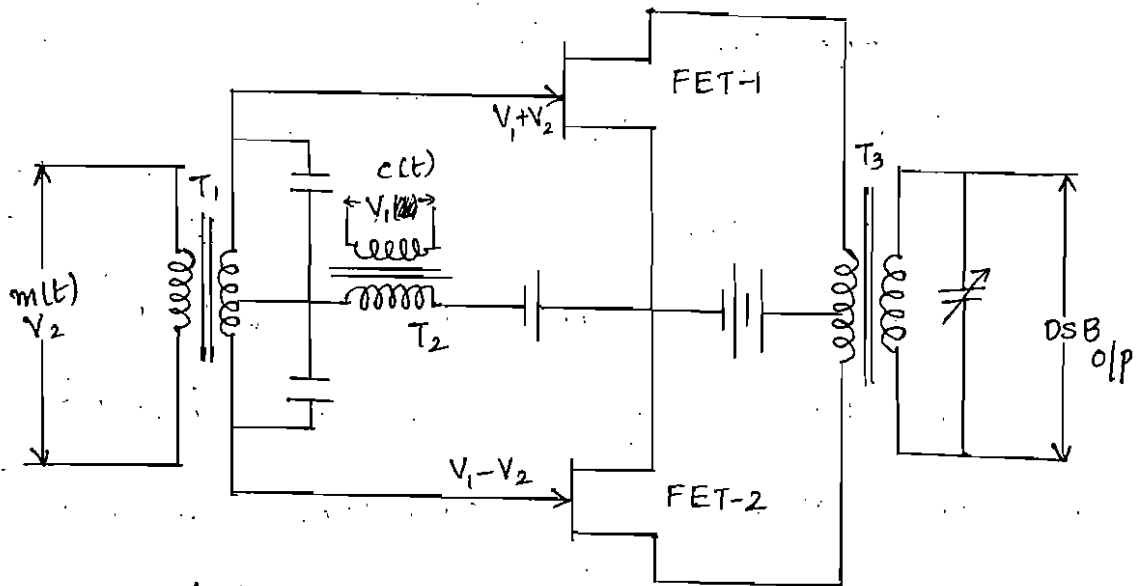 FET-1
V₁+V₂
T₁
c(t)
V₁
T₃
m(t)
V₂
T₂
DSB
O/P
V₁-V₂
FET-2